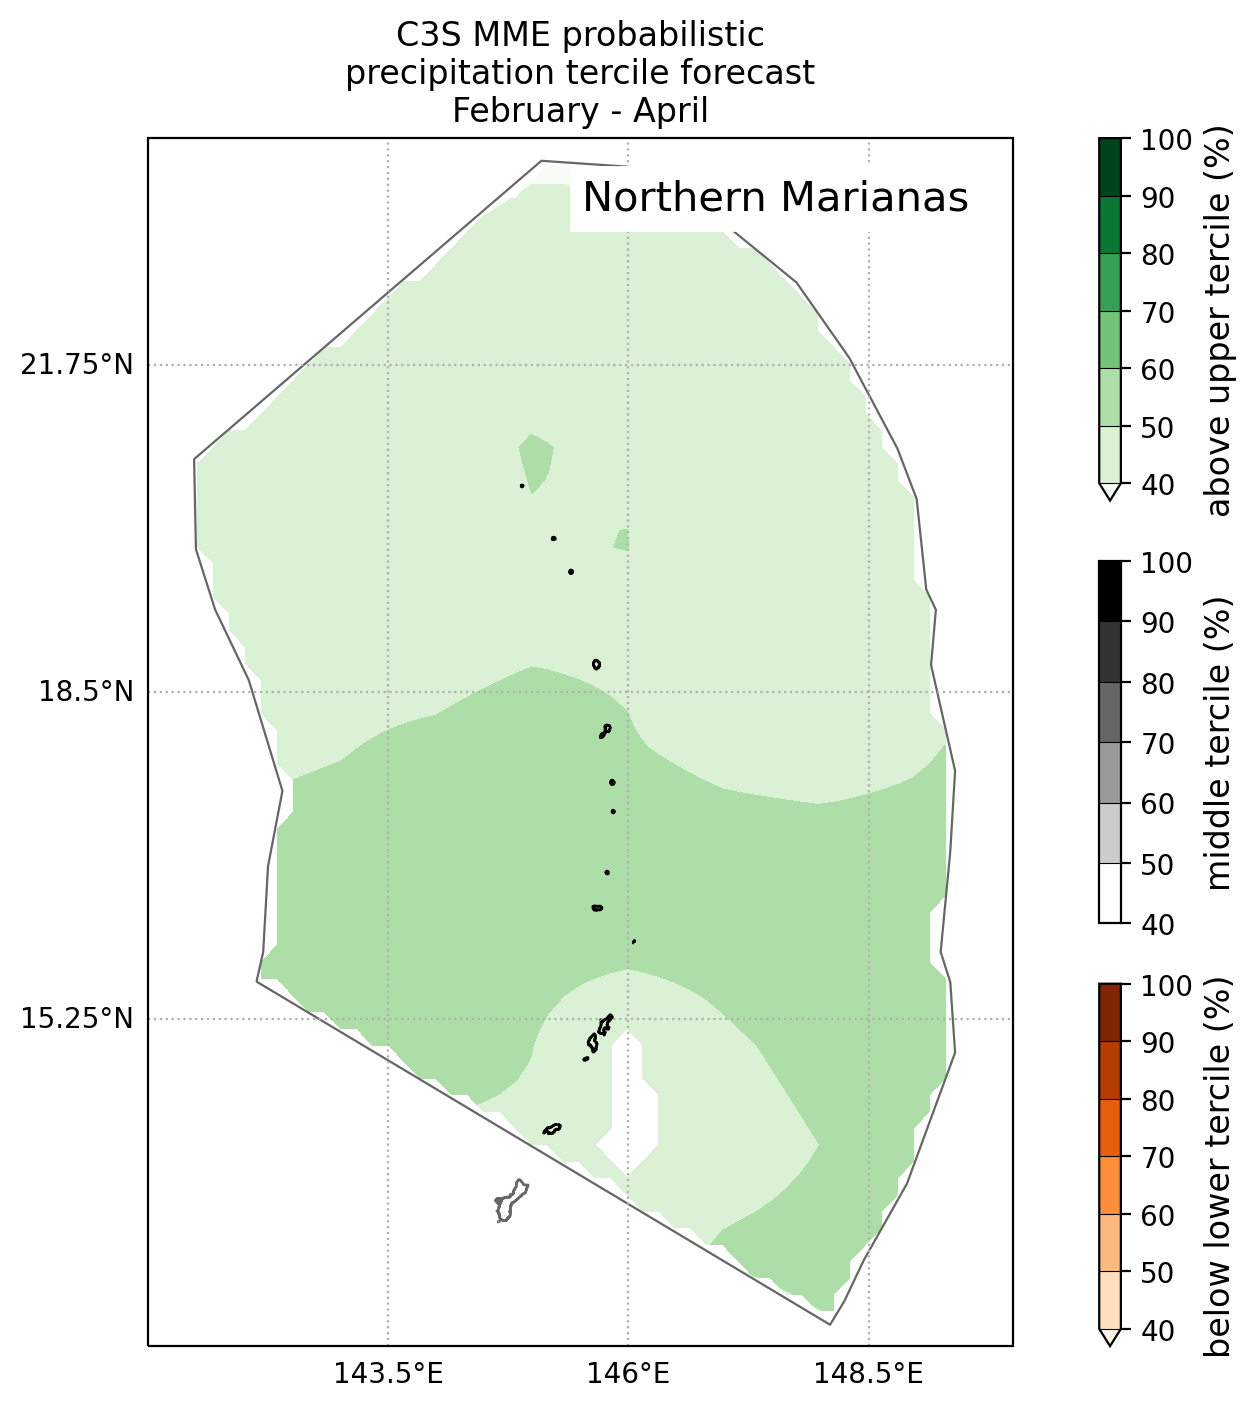 C3S MME probabilistic
precipitation tercile forecast
February - April
Northern Marianas
21.75°N
18.5°N
15.25°N
143.5°E
146°E
148.5°E
100
90
80
70
60
50
40
above upper tercile (%)
100
90
80
70
60
50
40
middle tercile (%)
100
90
80
70
60
50
40
below lower tercile (%)